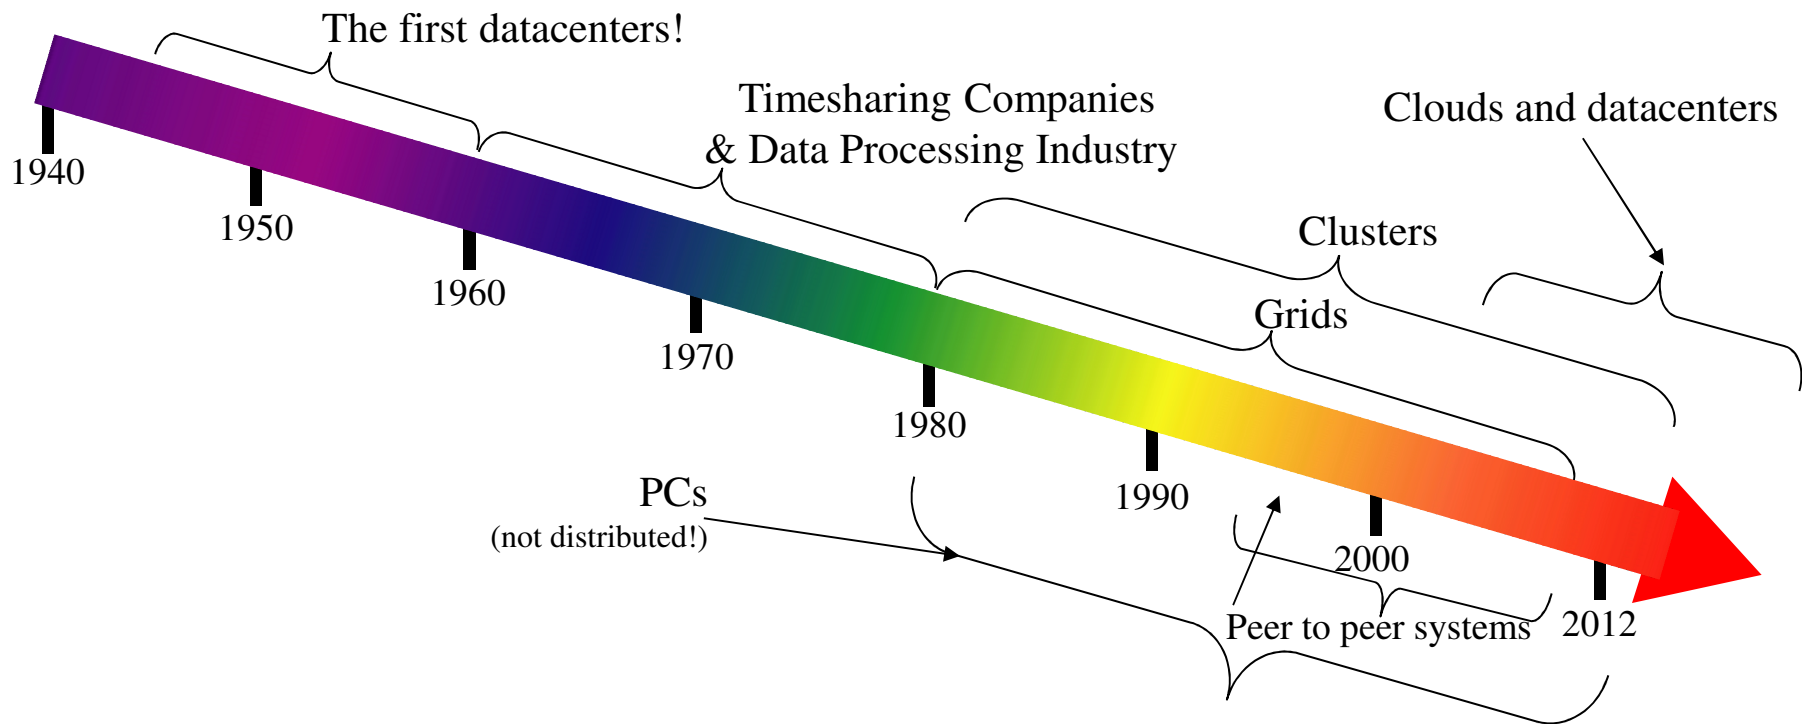 The first datacenters!
Timesharing Companies
& Data Processing Industry
Clouds and datacenters
Clusters
Grids
1940
1950
1960
1970
1980
1990
2000
2012
PCs
(not distributed!)
Peer to peer systems